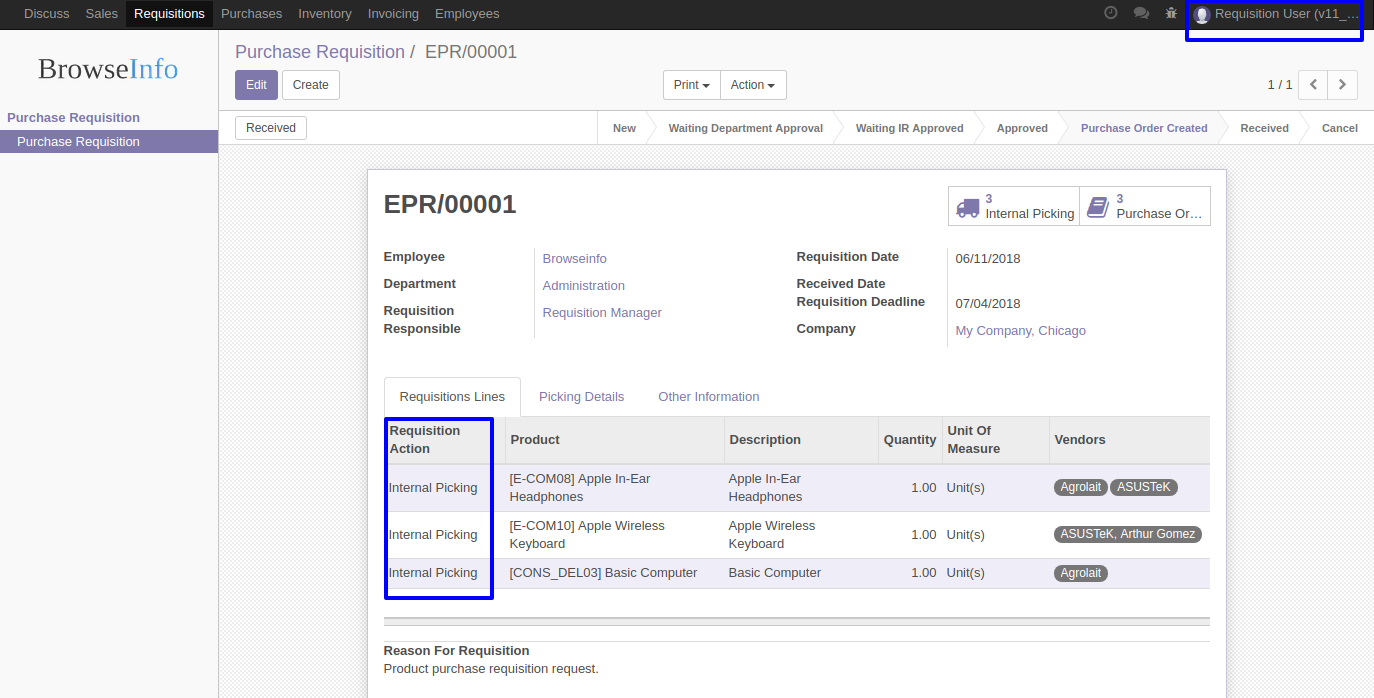 Discuss Sales Requisitions Purchases Inventory Invoicing Employees Requisition User (v11_...
BrowseInfo
Purchase Requisition
Purchase Requisition
Purchase Requisition / EPR/00001
Edit Create Print Action 1 / 1
Received New Waiting Department Approval Waiting IR Approved Approved Purchase Order Created Received Cancel
EPR/00001
3
Internal Picking
3
Purchase Or...
Employee Browseinfo
Department Administration
Requisition
Responsible
Requisition Manager
Requisition Date 06/11/2018
Received Date
Requisition Deadline 07/04/2018
Company My Company, Chicago
Requisitions Lines Picking Details Other Information
Requisition
Action
Product Description Quantity
Unit Of
Measure
Vendors
Internal Picking
[E-COM08] Apple In-Ear
Headphones
Apple In-Ear
Headphones
1.00 Unit(s) Agrolait ASUSTeK
Internal Picking
[E-COM10] Apple Wireless
Keyboard
Apple Wireless
Keyboard
1.00 Unit(s) ASUSTeK, Arthur Gomez
Internal Picking [CONS_DEL03] Basic Computer Basic Computer 1.00 Unit(s) Agrolait
Reason For Requisition
Product purchase requisition request.